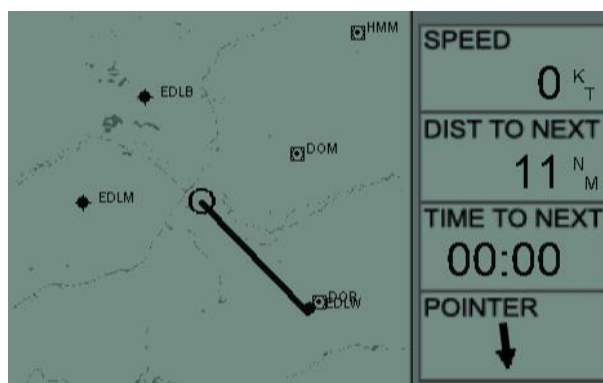 HMM
EDLB
DOM
EDLM
EDLW
SPEED
0 KT
DIST TO NEXT
11 NM
TIME TO NEXT
00:00
POINTER